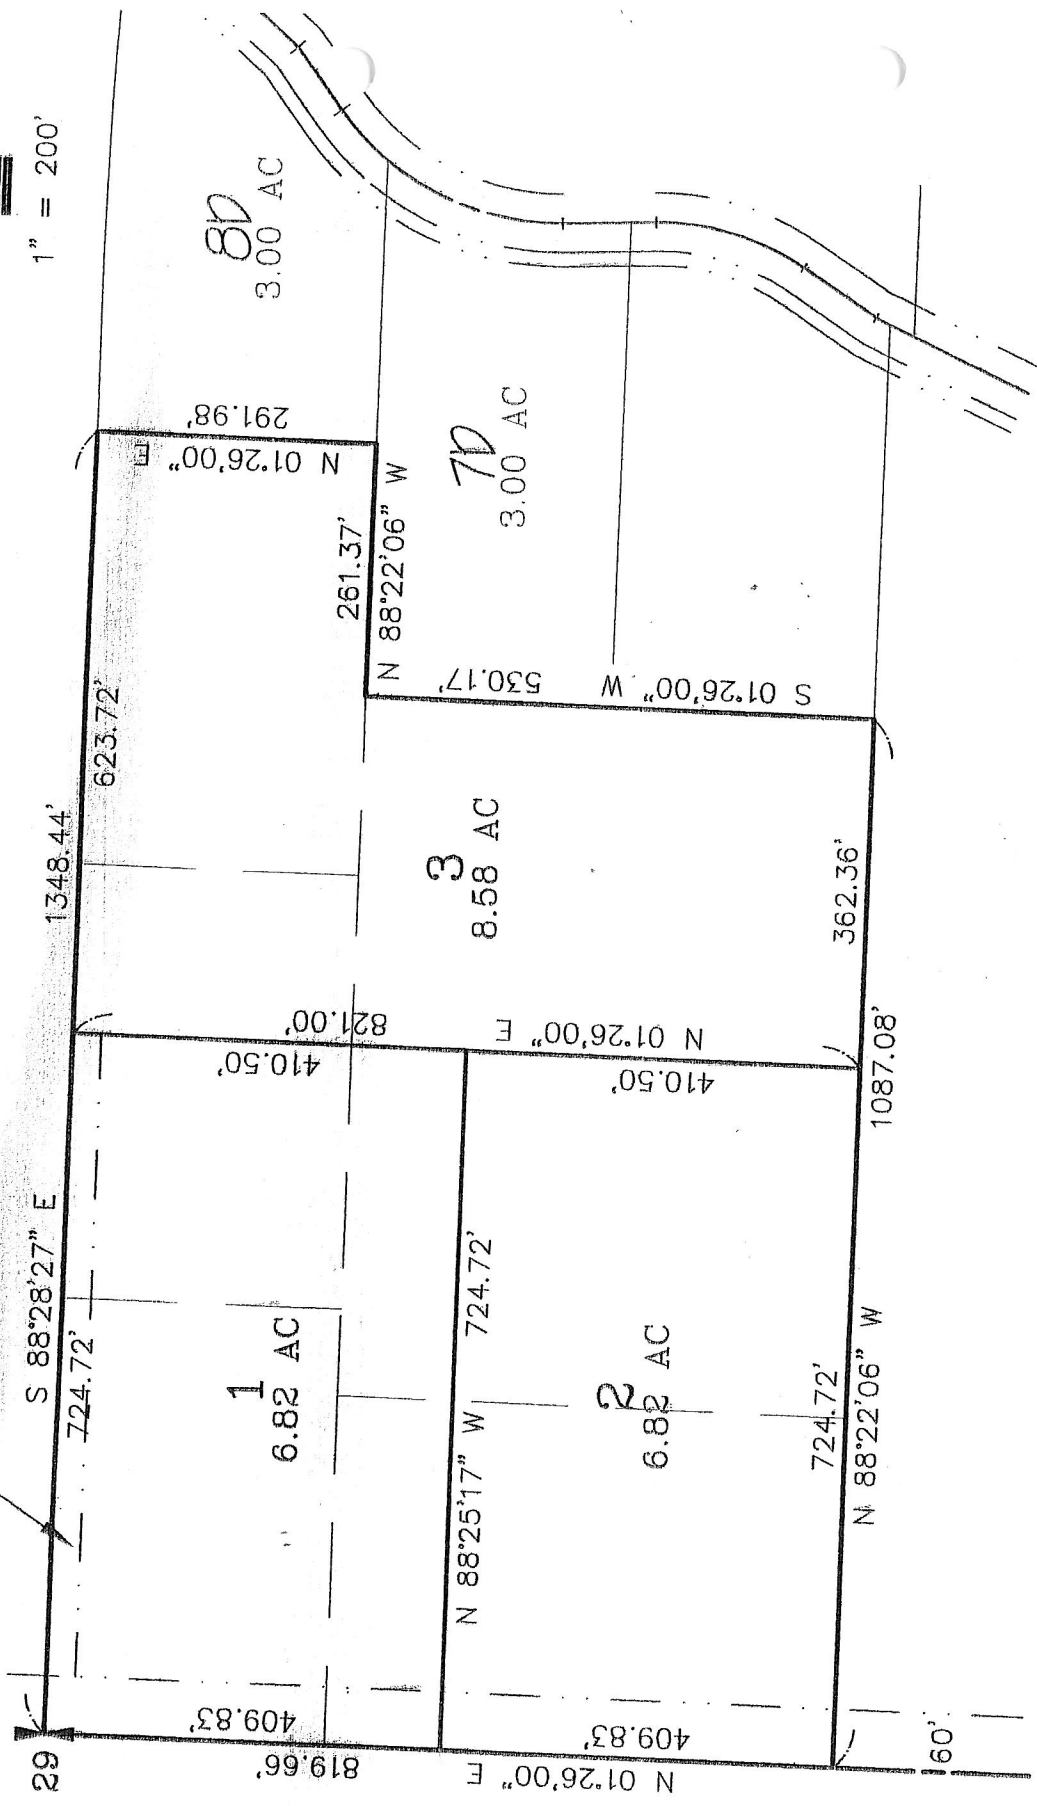 1" = 200'
8D
3.00 AC
7D
3.00 AC
291.98'
N 01°26'00" E
261.37'
N 88°22'06" W
530.17'
S 01°26'00" W
623.72'
1348.44'
3
8.58 AC
362.36'
1087.08'
821.00'
N 01°26'00" E
410.50'
410.50'
S 88°28'27" E
724.72'
1
6.82 AC
724.72'
N 88°25'17" W
2
6.82 AC
724.72'
N 88°22'06" W
409.83'
409.83'
819.66'
N 01°26'00" E
29
60'